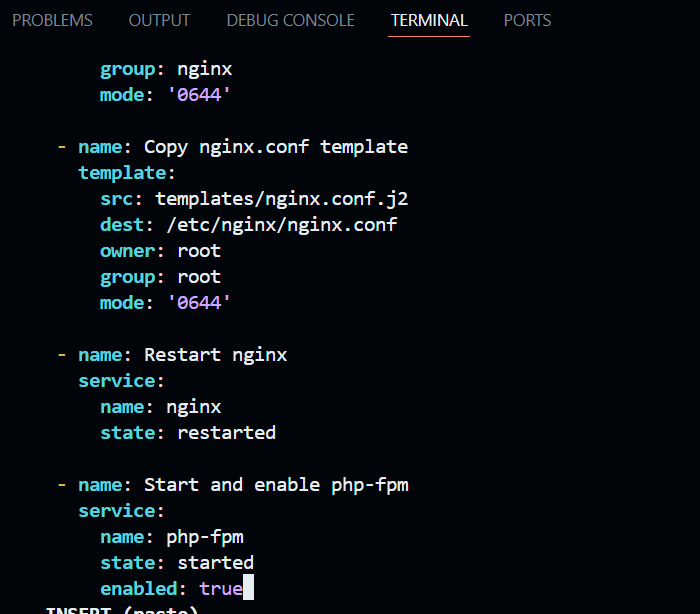 PROBLEMS OUTPUT DEBUG CONSOLE TERMINAL PORTS
group: nginx
mode: '0644'
- name: Copy nginx.conf template
template:
src: templates/nginx.conf.j2
dest: /etc/nginx/nginx.conf
owner: root
group: root
mode: '0644'
- name: Restart nginx
service:
name: nginx
state: restarted
- name: Start and enable php-fpm
service:
name: php-fpm
state: started
enabled: true
INSERT (paste)